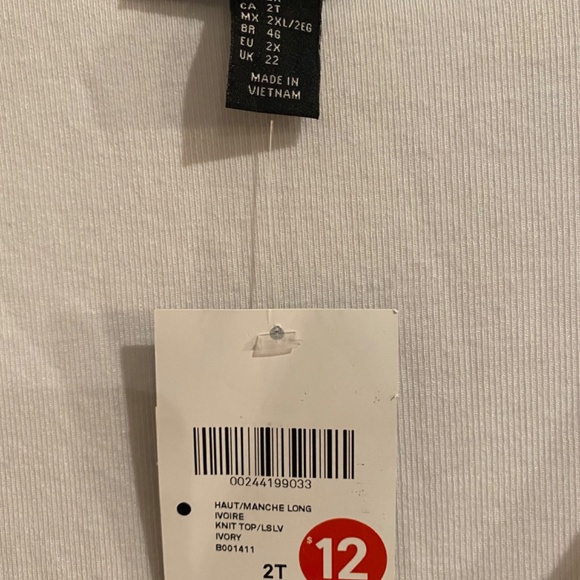 CA 2T
MX 2XL/2EG
BR 46
EU 2X
UK 22
MADE IN
VIETNAM
00244199033
HAUT/MANCHE LONG
IVOIRE
KNIT TOP/LSLV
IVORY
B001411
2T
$12